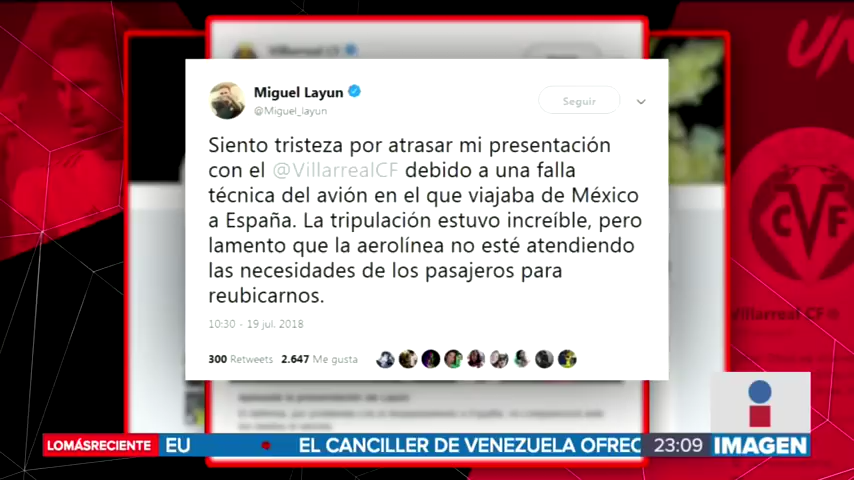 Villarreal CF
Miguel Layun
@Miguel_layun
Seguir
Siento tristeza por atrasar mi presentación
con el @VillarrealCF debido a una falla
técnica del avión en el que viajaba de México
a España. La tripulación estuvo increíble, pero
lamento que la aerolínea no esté atendiendo
las necesidades de los pasajeros para
reubicarnos.
10:30 - 19 jul. 2018
300 Retweets 2.647 Me gusta
CVF
Villarreal CF
LOMÁSRECIENTE EU EL CANCILLER DE VENEZUELA OFREC 23:09 IMAGEN